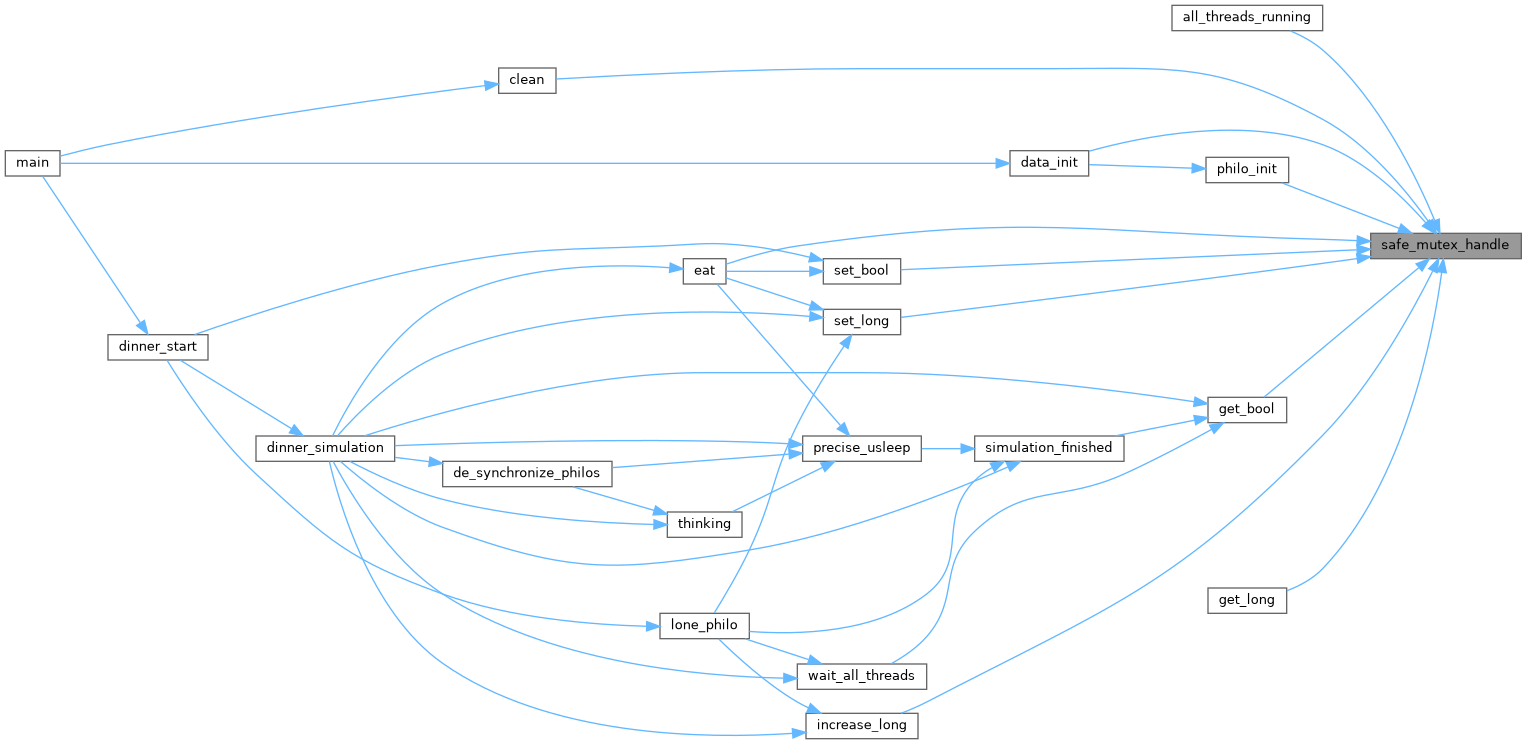 all_threads_running
clean
main
data_init
philo_init
safe_mutex_handle
eat
set_bool
set_long
dinner_start
get_bool
dinner_simulation
precise_usleep
simulation_finished
de_synchronize_philos
thinking
get_long
lone_philo
wait_all_threads
increase_long